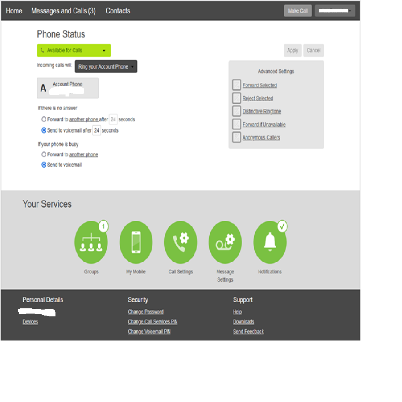 Home Messages and Calls (3) Contacts Make Call
Phone Status
Available for Calls
Apply Cancel
Incoming calls will: Ring your Account Phone
A Account Phone
Advanced Settings
Forward Selected
Reject Selected
Distinctive Ringtone
Forward If Unavailable
Anonymous Callers
If there is no answer
Forward to another phone after 24 seconds
Send to voicemail after 24 seconds
If your phone is busy
Forward to another phone
Send to voicemail
Your Services
1
Groups My Mobile Call Settings Message Settings Notifications
Personal Details Security Support
Devices
Change Password
Change Call Services PIN
Change Voicemail PIN
Help
Downloads
Send Feedback